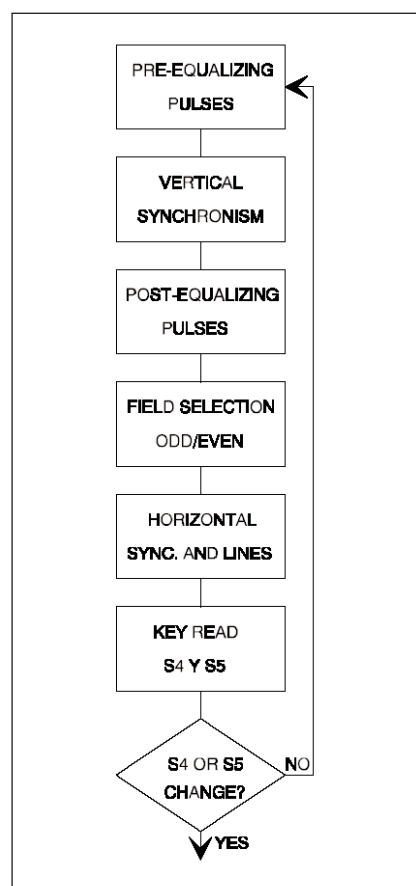 PRE-EQUALIZING
PULSES
VERTICAL
SYNCHRONISM
POST-EQUALIZING
PULSES
FIELD SELECTION
ODD/EVEN
HORIZONTAL
SYNC. AND LINES
KEY READ
S4 Y S5
S4 OR S5
CHANGE?
NO
YES